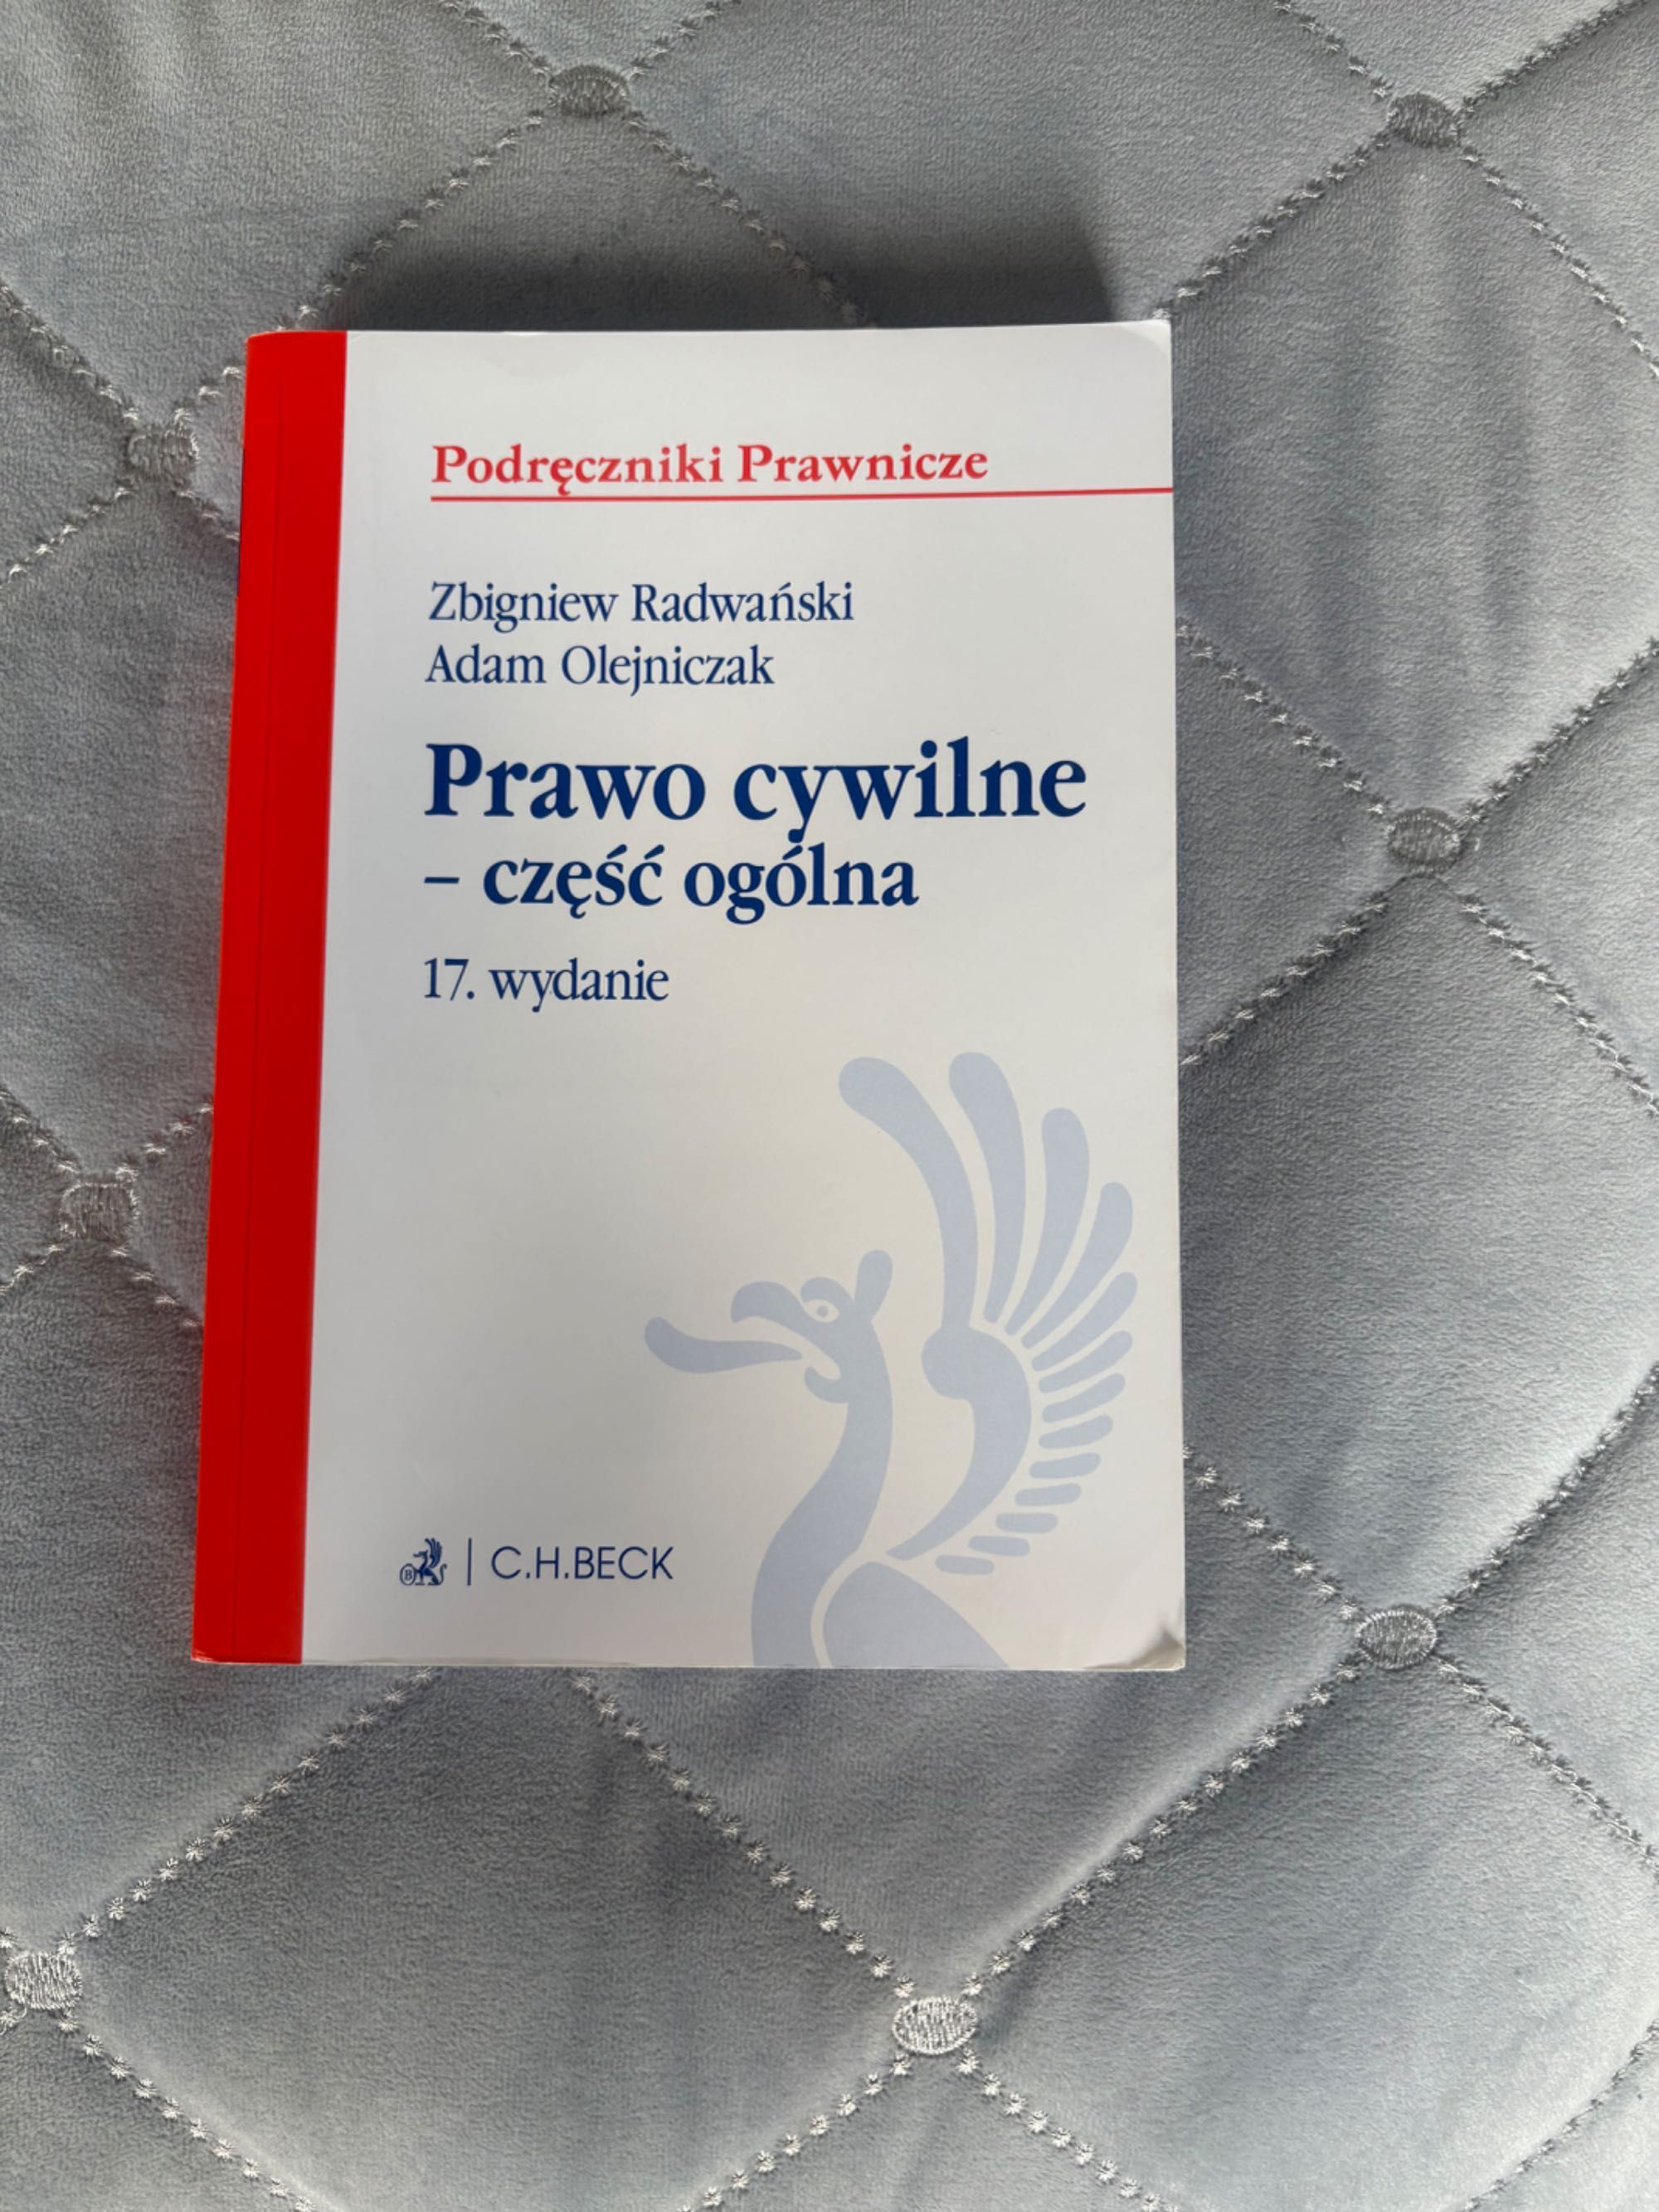 Podręczniki Prawnicze
Zbigniew Radwański
Adam Olejniczak
Prawo cywilne
– część ogólna
17. wydanie
B | C.H.BECK